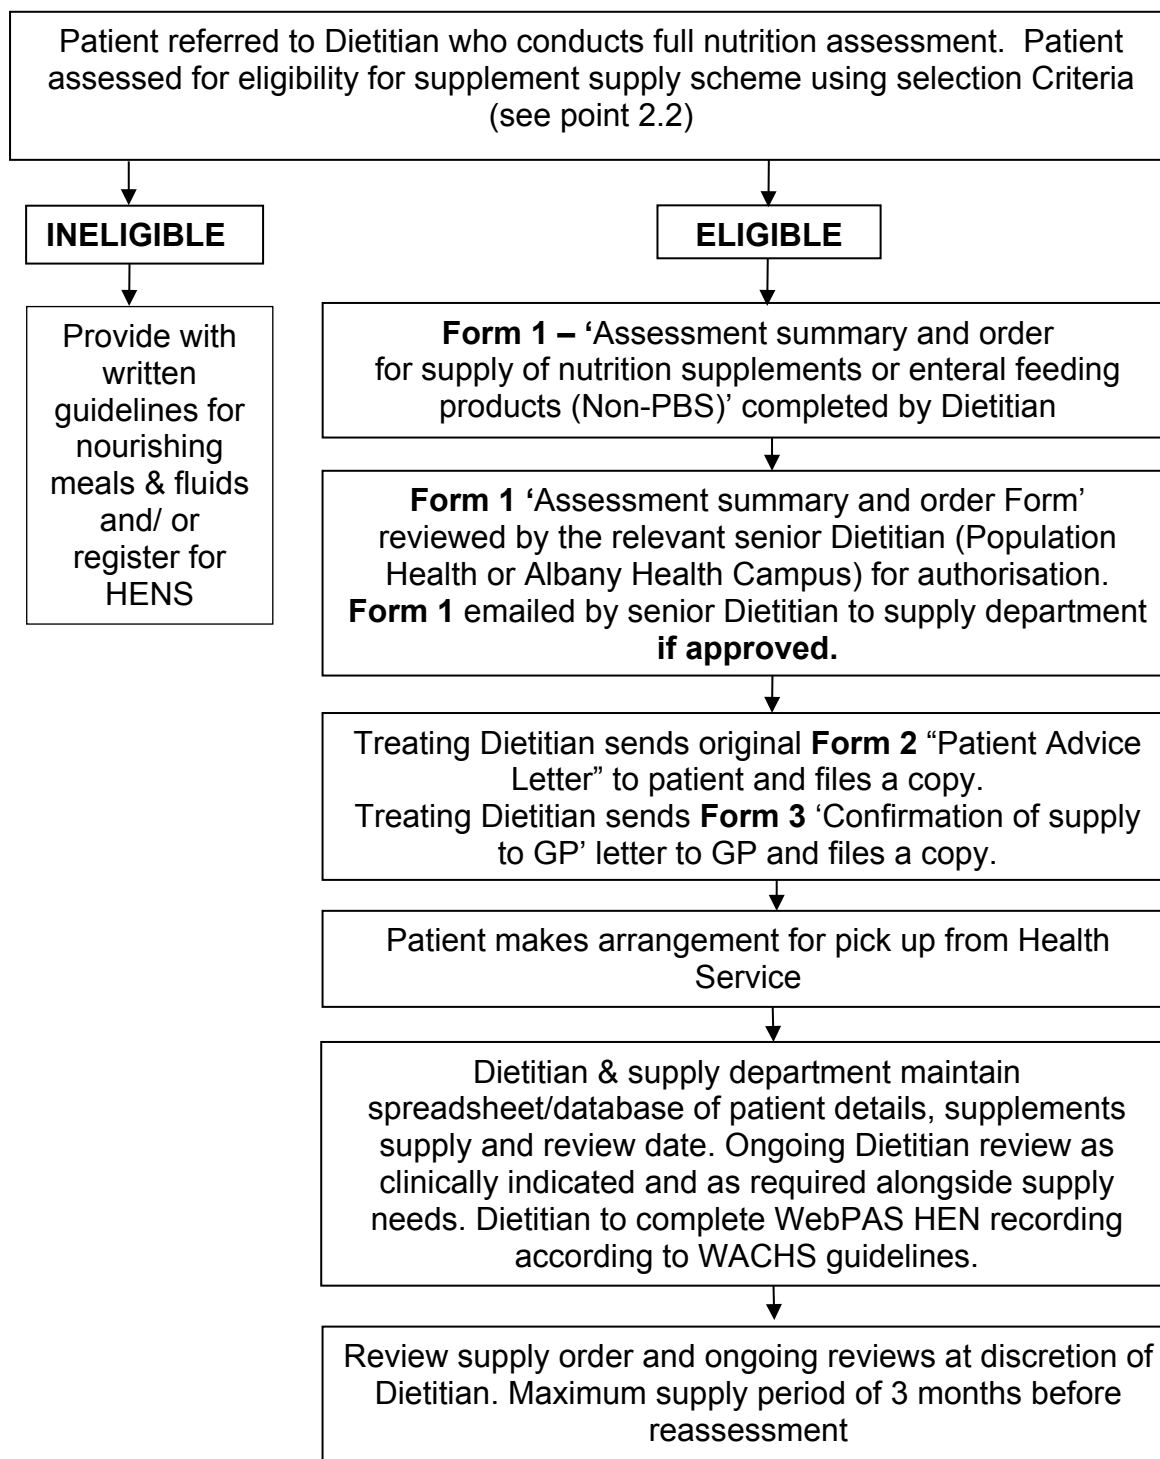 Patient referred to Dietitian who conducts full nutrition assessment.  Patient
assessed for eligibility for supplement supply scheme using selection Criteria
(see point 2.2)
INELIGIBLE
ELIGIBLE
Provide with
written
guidelines for
nourishing
meals & fluids
and/ or
register for
HENS
Form 1 – ‘Assessment summary and order
for supply of nutrition supplements or enteral feeding
products (Non-PBS)’ completed by Dietitian
Form 1 ‘Assessment summary and order Form’
reviewed by the relevant senior Dietitian (Population
Health or Albany Health Campus) for authorisation.
Form 1 emailed by senior Dietitian to supply department
if approved.
Treating Dietitian sends original Form 2 “Patient Advice
Letter” to patient and files a copy.
Treating Dietitian sends Form 3 ‘Confirmation of supply
to GP’ letter to GP and files a copy.
Patient makes arrangement for pick up from Health
Service
Dietitian & supply department maintain
spreadsheet/database of patient details, supplements
supply and review date. Ongoing Dietitian review as
clinically indicated and as required alongside supply
needs. Dietitian to complete WebPAS HEN recording
according to WACHS guidelines.
Review supply order and ongoing reviews at discretion of
Dietitian. Maximum supply period of 3 months before
reassessment